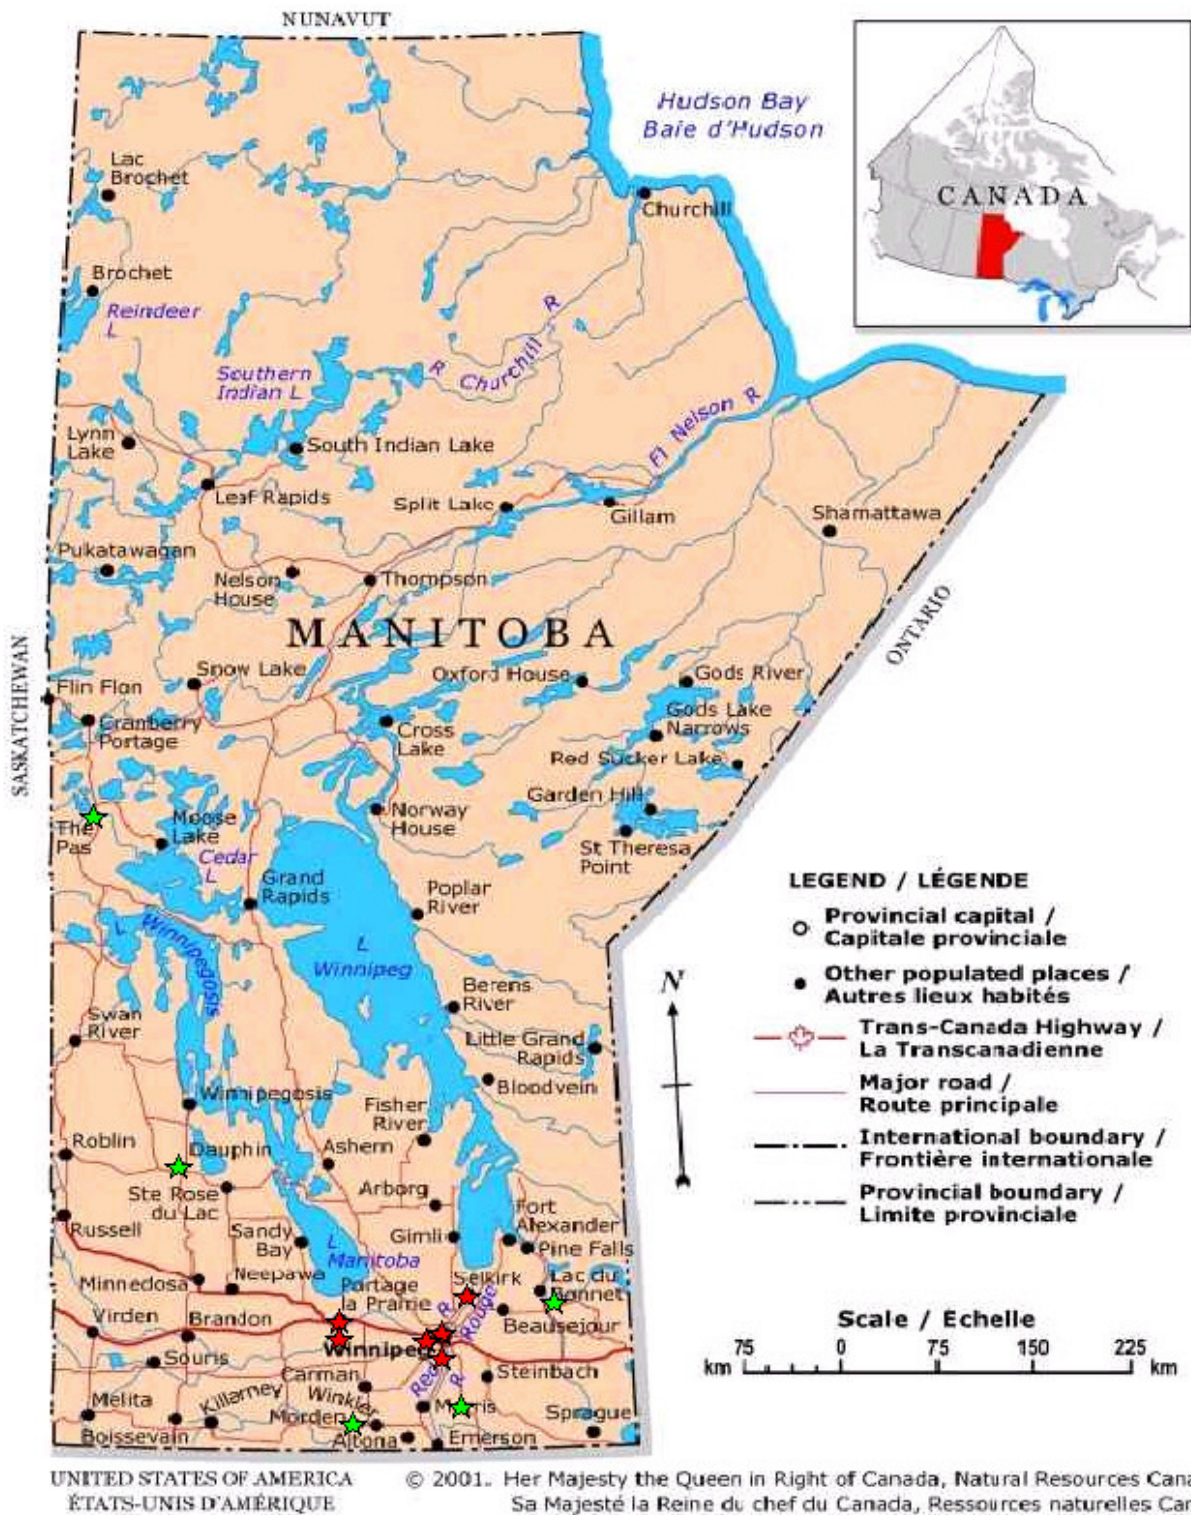 NUNAVUT
Hudson Bay
Baie d'Hudson
CANADA
Lac
Brochet
Churchill
Brochet
Reindeer
L
Southern
Indian L
R Churchill R
Fl Nelson R
Lynn
Lake
South Indian Lake
Leaf Rapids
Split Lake
Gillam
Shamattawa
Pukatawagan
Nelson
House
Thompson
MANITOBA
ONTARIO
SASKATCHEWAN
Snow Lake
Oxford House
Gods River
Flin Flon
Cranberry
Portage
Cross
Lake
Gods Lake
Narrows
Red Sucker Lake
The
Pas
Moose
Lake
Norway
House
Garden Hill
St Theresa
Point
Cedar
L
Grand
Rapids
Poplar
River
L Winnipegosis
L
Winnipeg
Berens
River
Swan
River
Little Grand
Rapids
Bloodvein
Winnipegosis
Fisher
River
Roblin
Dauphin
Ashern
Ste Rose
du Lac
Arborg
Fort
Alexander
Russell
Sandy
Bay
Gimli
Pine Falls
L
Manitoba
Minnedosa
Neepawa
Portage
la Prairie
Selkirk
Lac du
Bonnet
Virden
Brandon
Beausejour
Winnipeg
R Rouge
Red R
Souris
Carman
Steinbach
Melita
Killarney
Winkler
Morden
Morris
Sprague
Boissevain
Altona
Emerson
LEGEND / LÉGENDE
Provincial capital /
Capitale provinciale
Other populated places /
Autres lieux habités
Trans-Canada Highway /
La Transcanadienne
Major road /
Route principale
International boundary /
Frontière internationale
Provincial boundary /
Limite provinciale
N
Scale / Echelle
75 0 75 150 225
km km
UNITED STATES OF AMERICA
ÉTATS-UNIS D'AMÉRIQUE
© 2001. Her Majesty the Queen in Right of Canada, Natural Resources Cana
Sa Majesté la Reine du chef du Canada, Ressources naturelles Car